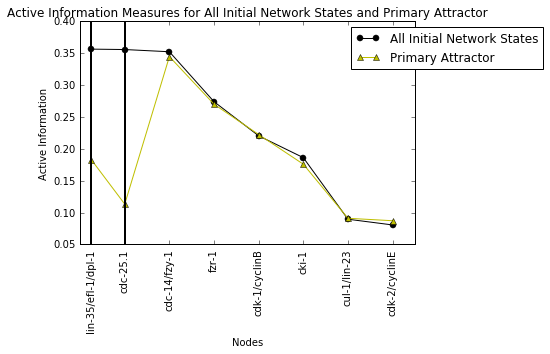 Active Information Measures for All Initial Network States and Primary Attractor
0.40
0.35
0.30
0.25
0.20
0.15
0.10
0.05
Active Information
All Initial Network States
Primary Attractor
lin-35/efl-1/dpl-1
cdc-25.1
cdc-14/fzy-1
fzr-1
cdk-1/cyclinB
cki-1
cul-1/lin-23
cdk-2/cyclinE
Nodes